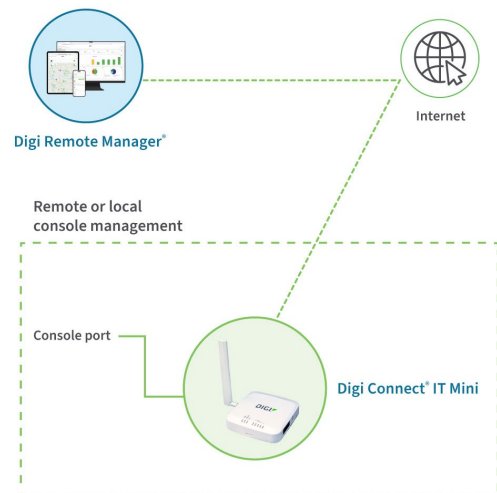 Digi Remote Manager®
Internet
Remote or local
console management
Console port
DIGI
Digi Connect® IT Mini